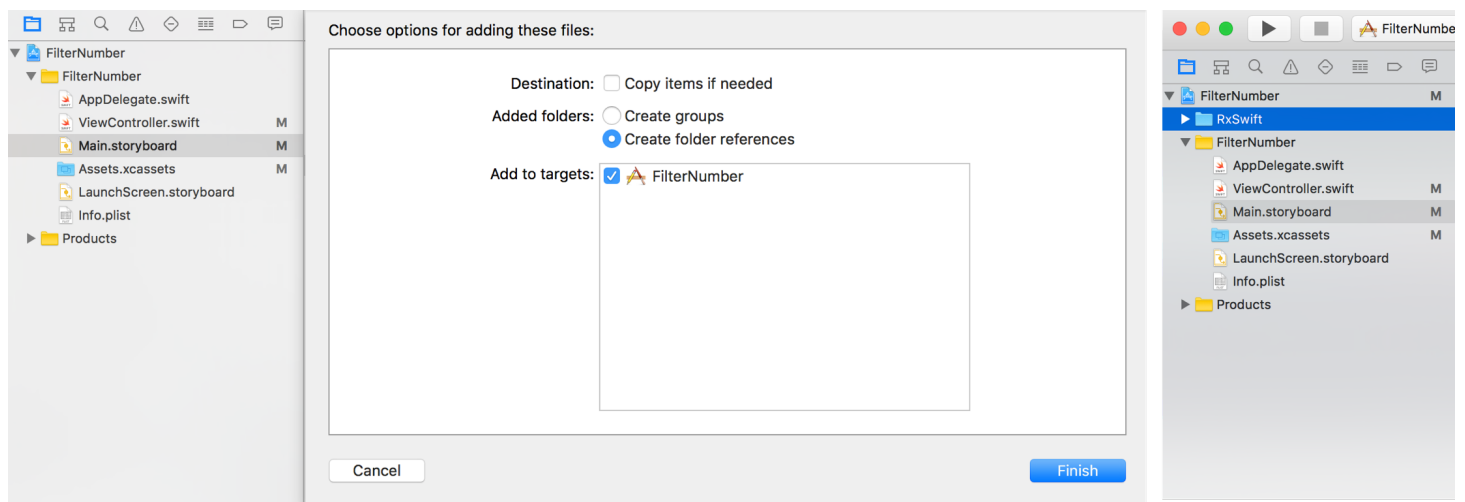 FilterNumber
FilterNumber
AppDelegate.swift
ViewController.swift M
Main.storyboard M
Assets.xcassets M
LaunchScreen.storyboard
Info.plist
Products
Choose options for adding these files:
Destination: Copy items if needed
Added folders: Create groups
Create folder references
Add to targets: FilterNumber
Cancel
Finish
FilterNumbe
FilterNumber M
RxSwift
FilterNumber
AppDelegate.swift
ViewController.swift M
Main.storyboard M
Assets.xcassets M
LaunchScreen.storyboard
Info.plist
Products